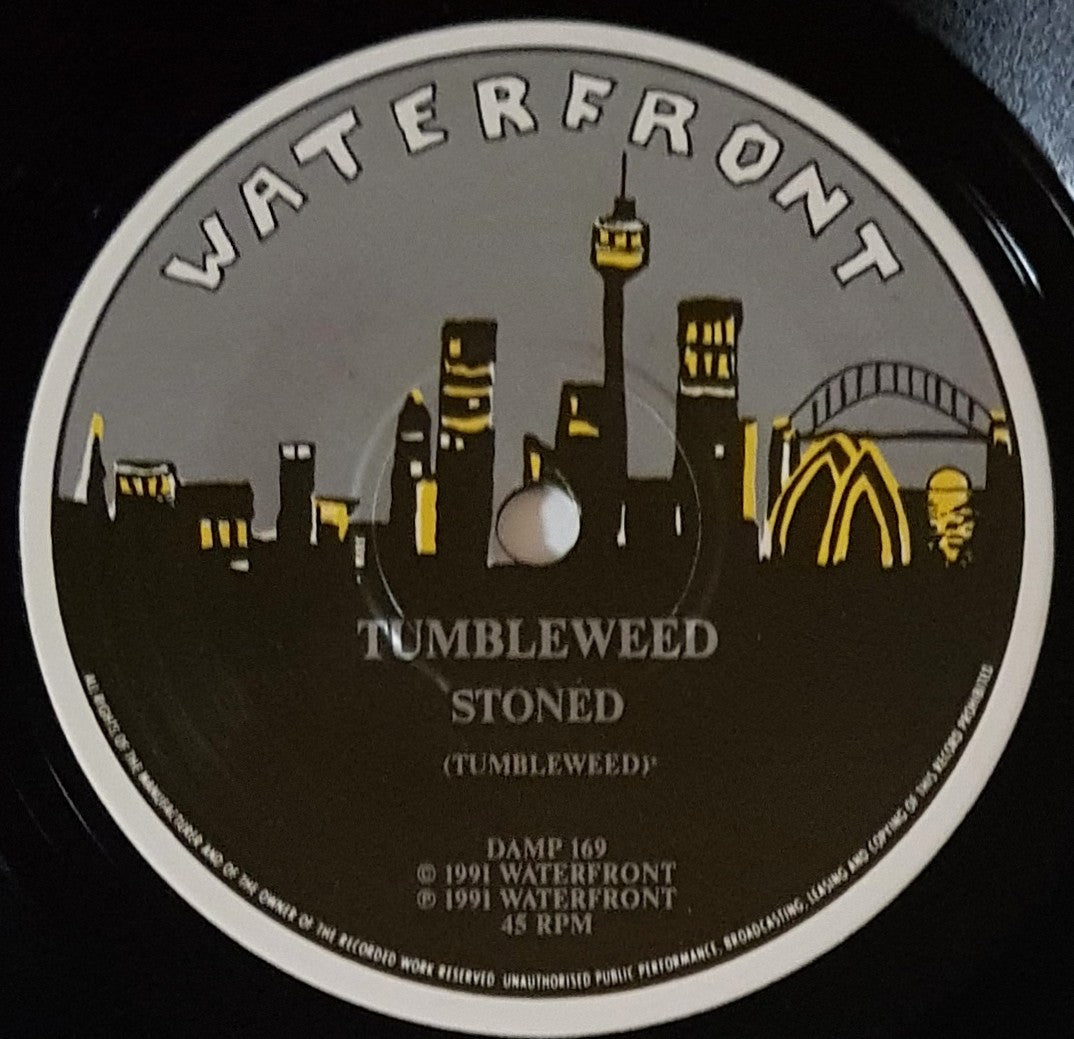 WATERFRONT
TUMBLEWEED
STONED
(TUMBLEWEED)
DAMP 169
© 1991 WATERFRONT
℗ 1991 WATERFRONT
45 RPM
ALL RIGHTS OF THE MANUFACTURER AND OF THE OWNER OF THE RECORDED WORK RESERVED. UNAUTHORISED PUBLIC PERFORMANCE, BROADCASTING, LEASING AND COPYING OF THIS RECORD PROHIBITED